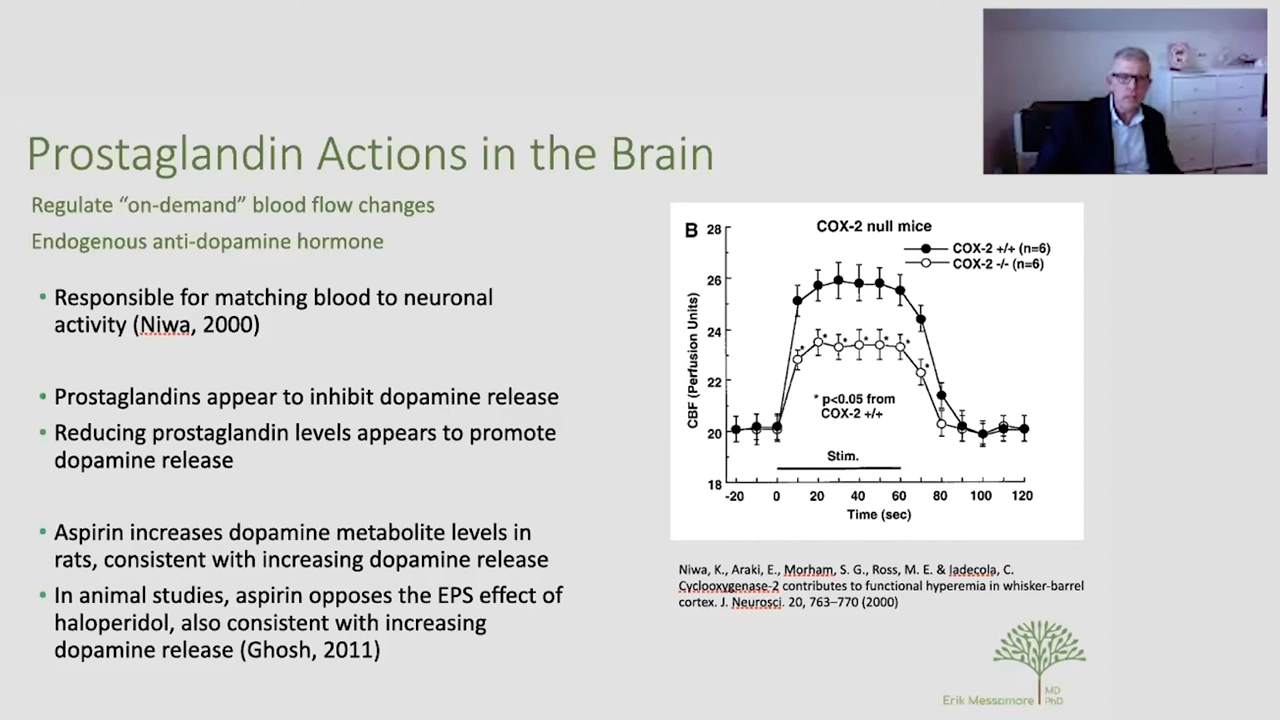 Prostaglandin Actions in the Brain
Regulate “on-demand” blood flow changes
Endogenous anti-dopamine hormone
• Responsible for matching blood to neuronal
activity (Niwa, 2000)
• Prostaglandins appear to inhibit dopamine release
• Reducing prostaglandin levels appears to promote
dopamine release
• Aspirin increases dopamine metabolite levels in
rats, consistent with increasing dopamine release
• In animal studies, aspirin opposes the EPS effect of
haloperidol, also consistent with increasing
dopamine release (Ghosh, 2011)
B
COX-2 null mice
COX-2 +/+ (n=6)
COX-2 -/- (n=6)
CBF (Perfusion Units)
28
26
24
22
20
18
* p<0.05 from
COX-2 +/+
Stim.
-20 0 20 40 60 80 100 120
Time (sec)
Niwa, K., Araki, E., Morham, S. G., Ross, M. E. & Iadecola, C.
Cyclooxygenase-2 contributes to functional hyperemia in whisker-barrel
cortex. J. Neurosci. 20, 763–770 (2000)
Erik Messamore
MD
PhD